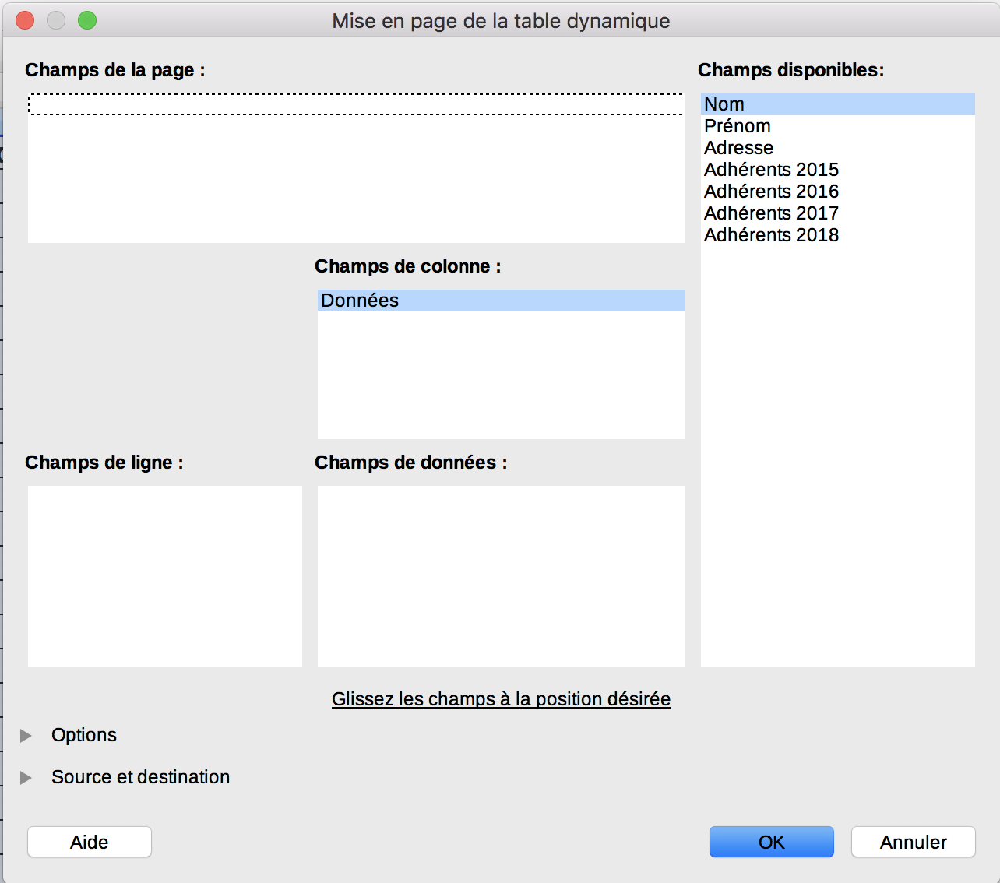 Mise en page de la table dynamique
Champs de la page :
Champs disponibles:
Nom
Prénom
Adresse
Adhérents 2015
Adhérents 2016
Adhérents 2017
Adhérents 2018
Champs de colonne :
Données
Champs de ligne :
Champs de données :
Glissez les champs à la position désirée
Options
Source et destination
Aide
OK
Annuler